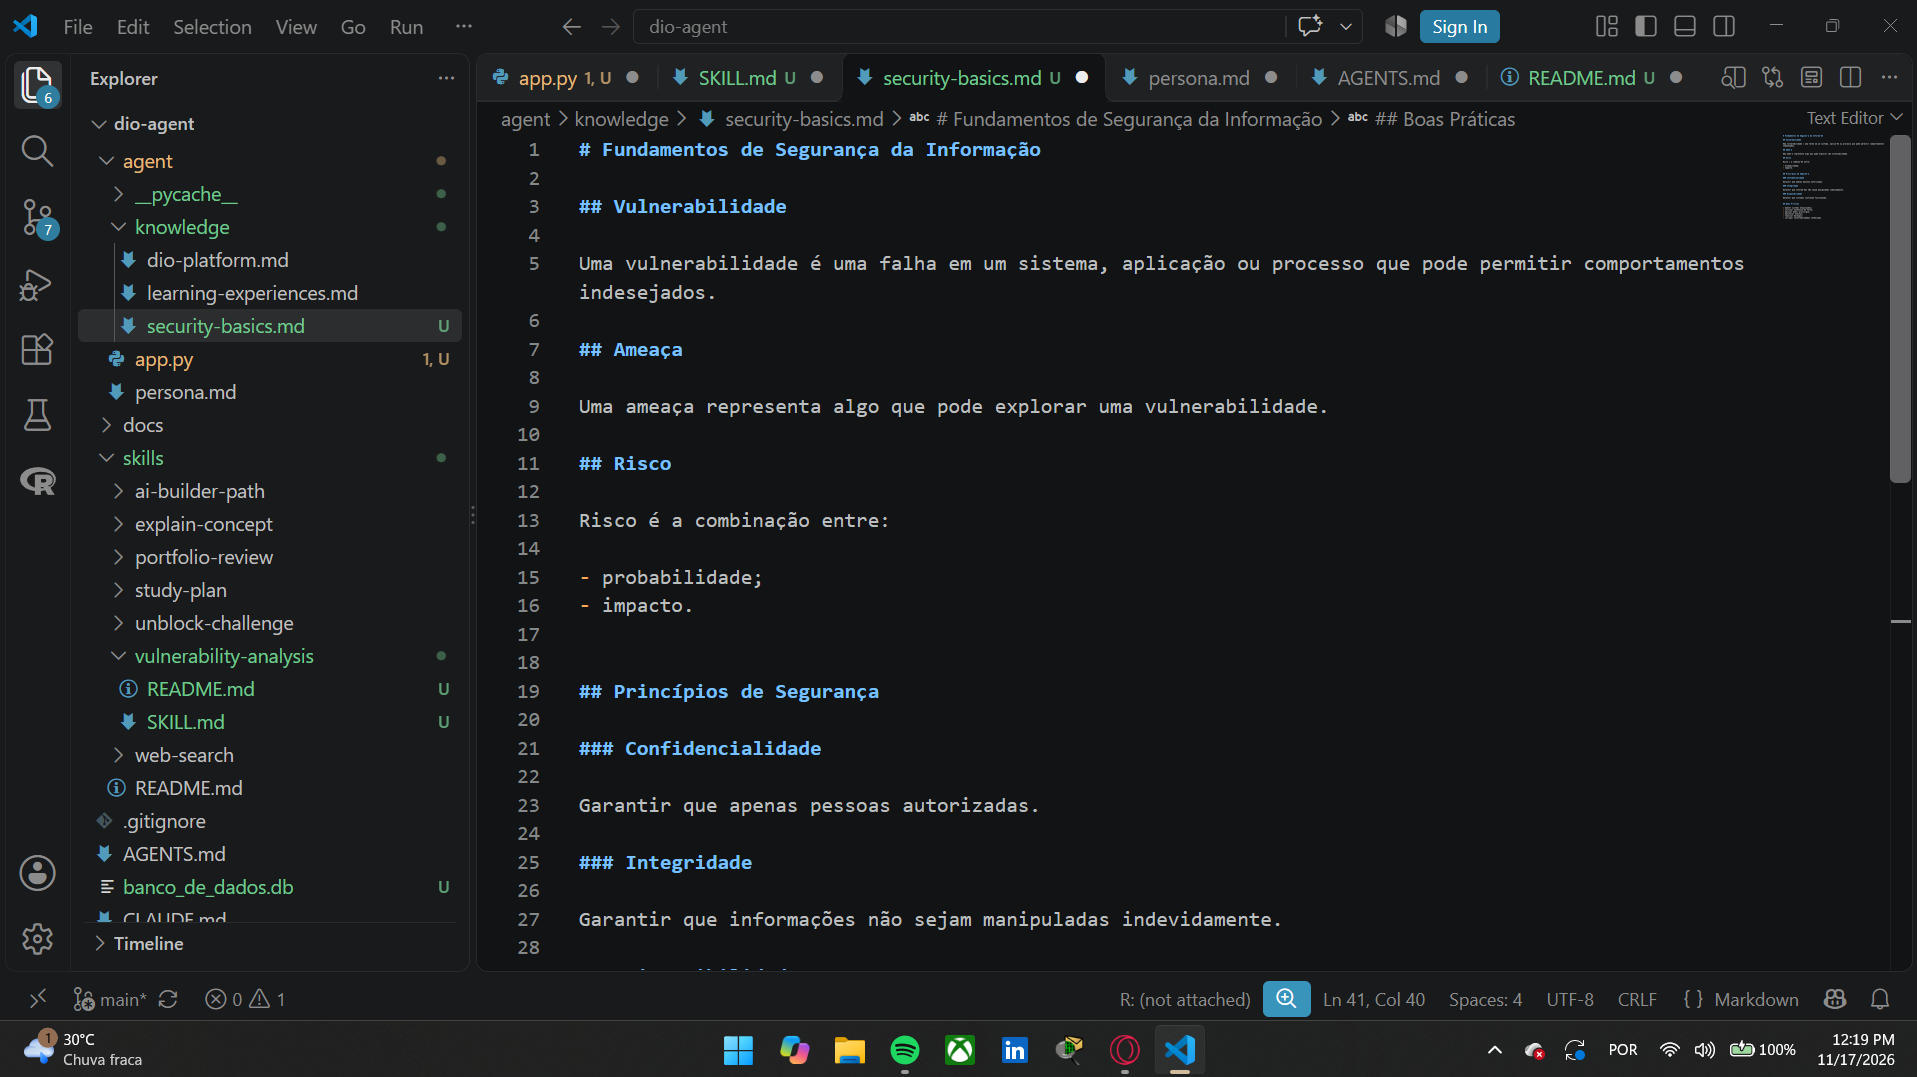 File Edit Selection View Go Run ··· dio-agent Sign In
Explorer ···
app.py 1, U SKILL.md U security-basics.md U persona.md AGENTS.md README.md U
agent > knowledge > security-basics.md > abc # Fundamentos de Segurança da Informação > abc ## Boas Práticas
Text Editor
6
7
dio-agent
agent
__pycache__
knowledge
dio-platform.md
learning-experiences.md
security-basics.md U
app.py 1, U
persona.md
docs
skills
ai-builder-path
explain-concept
portfolio-review
study-plan
unblock-challenge
vulnerability-analysis
README.md U
SKILL.md U
web-search
README.md
.gitignore
AGENTS.md
banco_de_dados.db U
CLAUDE.md
Timeline
1 # Fundamentos de Segurança da Informação
2
3 ## Vulnerabilidade
4
5 Uma vulnerabilidade é uma falha em um sistema, aplicação ou processo que pode permitir comportamentos
indesejados.
6
7 ## Ameaça
8
9 Uma ameaça representa algo que pode explorar uma vulnerabilidade.
10
11 ## Risco
12
13 Risco é a combinação entre:
14
15 - probabilidade;
16 - impacto.
17
18
19 ## Princípios de Segurança
20
21 ### Confidencialidade
22
23 Garantir que apenas pessoas autorizadas.
24
25 ### Integridade
26
27 Garantir que informações não sejam manipuladas indevidamente.
28
main* 0 1
R: (not attached) Ln 41, Col 40 Spaces: 4 UTF-8 CRLF { } Markdown
1
30°C
Chuva fraca
POR
100%
12:19 PM
11/17/2026